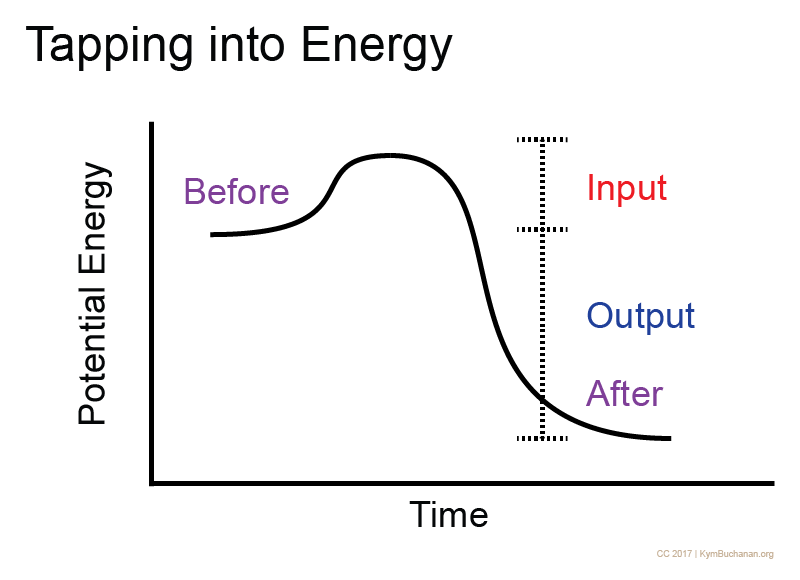 Tapping into Energy
Potential Energy
Before
Input
Output
After
Time
CC 2017 | KymBuchanan.org